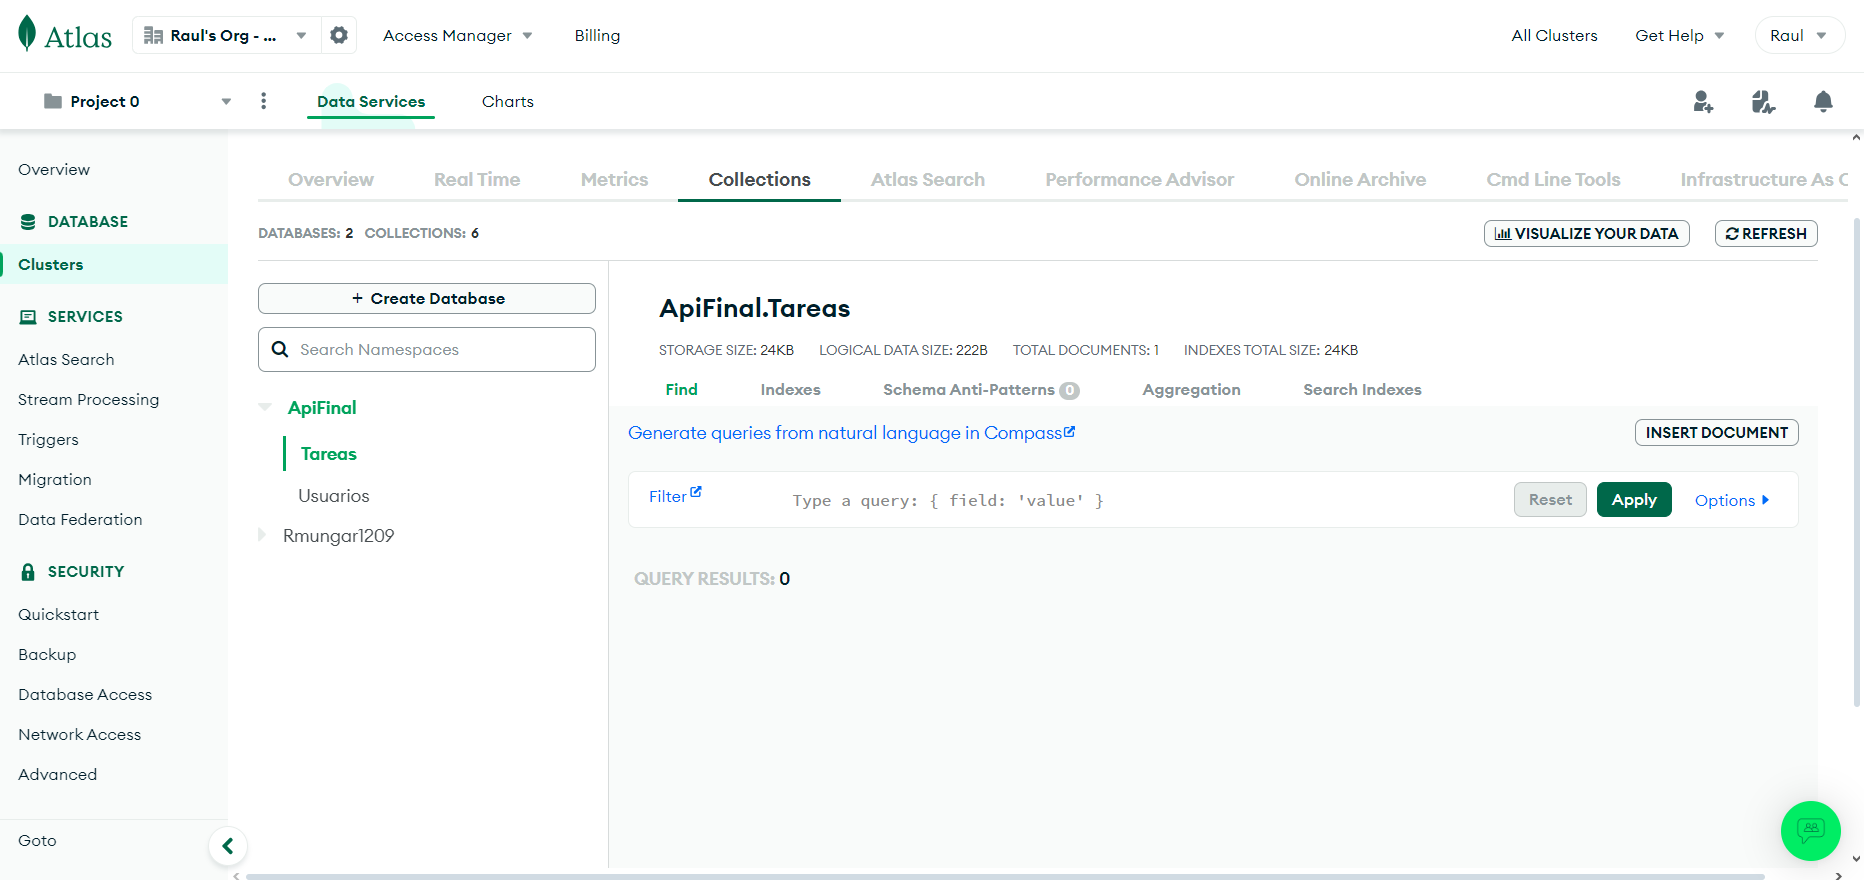 Atlas
Raul's Org - ...
Access Manager
Billing
All Clusters
Get Help
Raul
Project 0
Data Services
Charts
Overview
DATABASE
Clusters
SERVICES
Atlas Search
Stream Processing
Triggers
Migration
Data Federation
SECURITY
Quickstart
Backup
Database Access
Network Access
Advanced
Goto
Overview
Real Time
Metrics
Collections
Atlas Search
Performance Advisor
Online Archive
Cmd Line Tools
Infrastructure As C
DATABASES: 2 COLLECTIONS: 6
VISUALIZE YOUR DATA
REFRESH
+ Create Database
Search Namespaces
ApiFinal
Tareas
Usuarios
Rmungar1209
ApiFinal.Tareas
STORAGE SIZE: 24KB LOGICAL DATA SIZE: 222B TOTAL DOCUMENTS: 1 INDEXES TOTAL SIZE: 24KB
Find
Indexes
Schema Anti-Patterns 0
Aggregation
Search Indexes
Generate queries from natural language in Compass
INSERT DOCUMENT
Filter
Type a query: { field: 'value' }
Reset
Apply
Options
QUERY RESULTS: 0